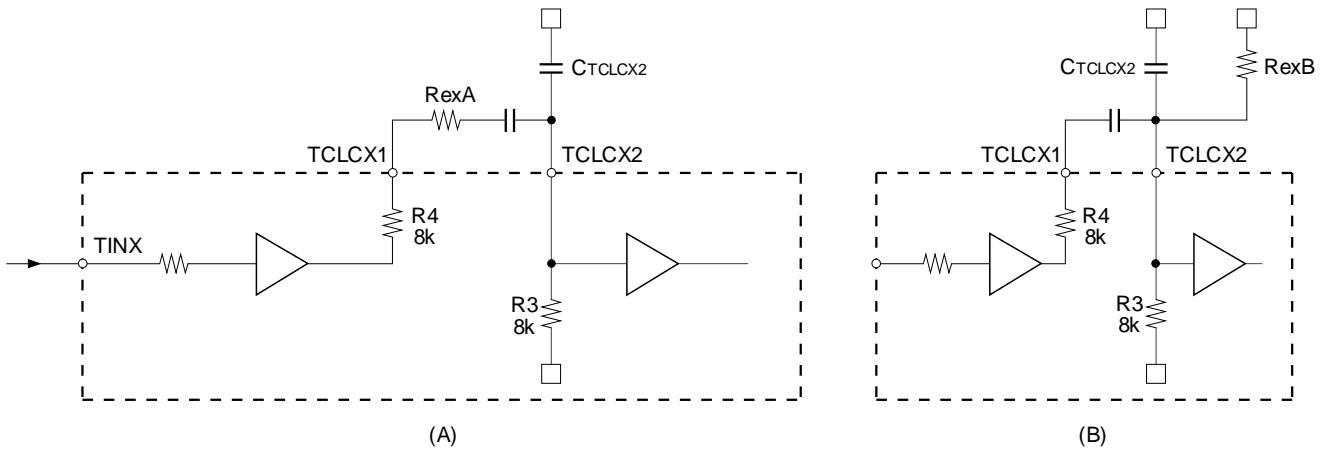 CTCLCX2
RexA
TCLCX1
TCLCX2
R4
8k
TINX
R3
8k
(A)
CTCLCX2
RexB
TCLCX1
TCLCX2
R4
8k
R3
8k
(B)